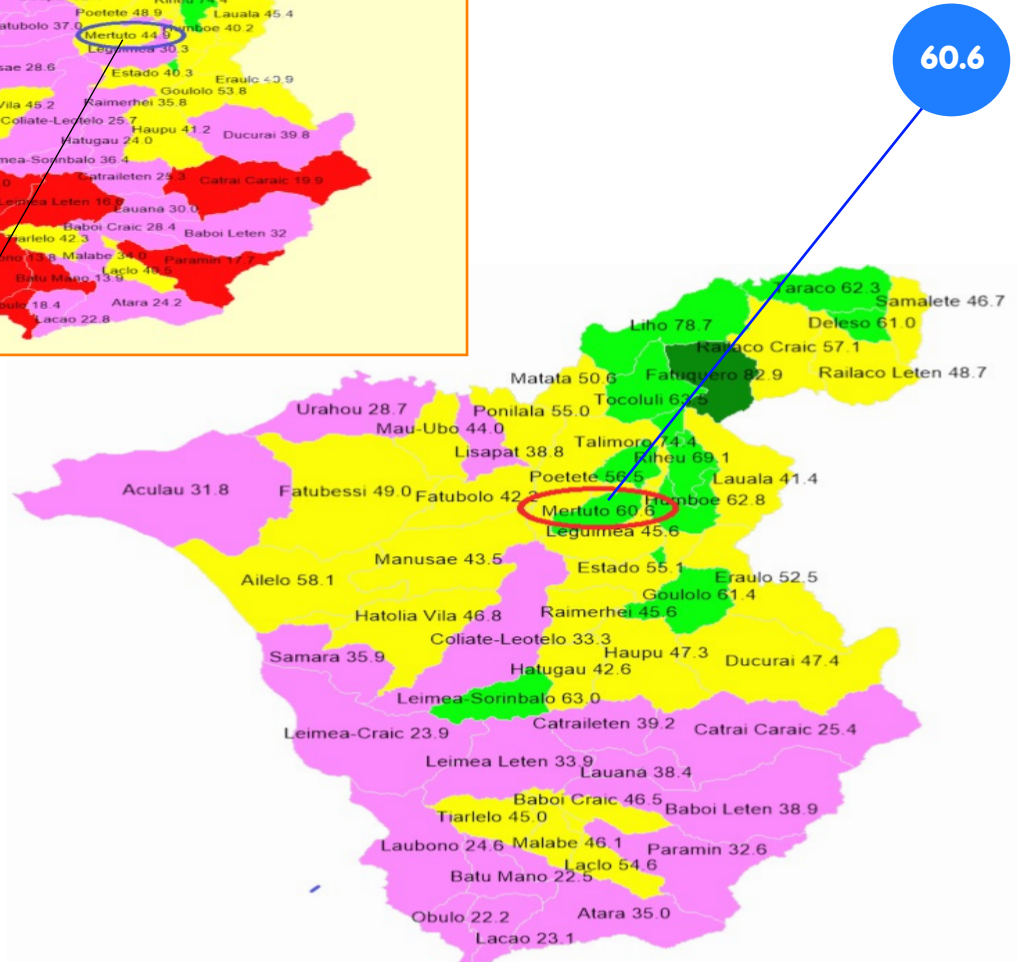 Poetete 48.9
Lauala 45.4
Humboe 40.2
Mertuto 44.9
Leguimea 30.3
Estado 40.3
Goulolo 53.8
Raimerhei 35.8
Coliate-Leotelo 25.7
Haupu 41.2
Ducurai 39.8
Hatugau 24.0
Catraileten 25.3
Catrai Caraic 19.9
Lauana 30.0
Baboi Craic 28.4
Baboi Leten 32
Tiarlelo 42.3
Paramin 17.7
Batu Mano 13.9
Atara 24.2
Lacao 22.8
60.6
Taraco 62.3
Samalete 46.7
Liho 78.7
Deleso 61.0
Railaco Craic 57.1
Fatuquero 82.9
Railaco Leten 48.7
Matata 50.6
Tocoluli 63.5
Urahou 28.7
Ponilala 55.0
Mau-Ubo 44.0
Lisapat 38.8
Talimoro 74.4
Riheu 69.1
Poetete 56.5
Lauala 41.4
Aculau 31.8
Fatubessi 49.0
Fatubolo 42.2
Humboe 62.8
Mertuto 60.6
Leguimea 45.6
Manusae 43.5
Estado 55.1
Ailelo 58.1
Eraulo 52.5
Goulolo 61.4
Hatolia Vila 46.8
Raimerhei 45.6
Coliate-Leotelo 33.3
Samara 35.9
Haupu 47.3
Ducurai 47.4
Hatugau 42.6
Leimea-Sorinbalo 63.0
Catraileten 39.2
Leimea-Craic 23.9
Catrai Caraic 25.4
Leimea Leten 33.9
Lauana 38.4
Baboi Craic 46.5
Baboi Leten 38.9
Tiarlelo 45.0
Laubono 24.6
Malabe 46.1
Paramin 32.6
Laclo 54.6
Batu Mano 22.5
Obulo 22.2
Atara 35.0
Lacao 23.1